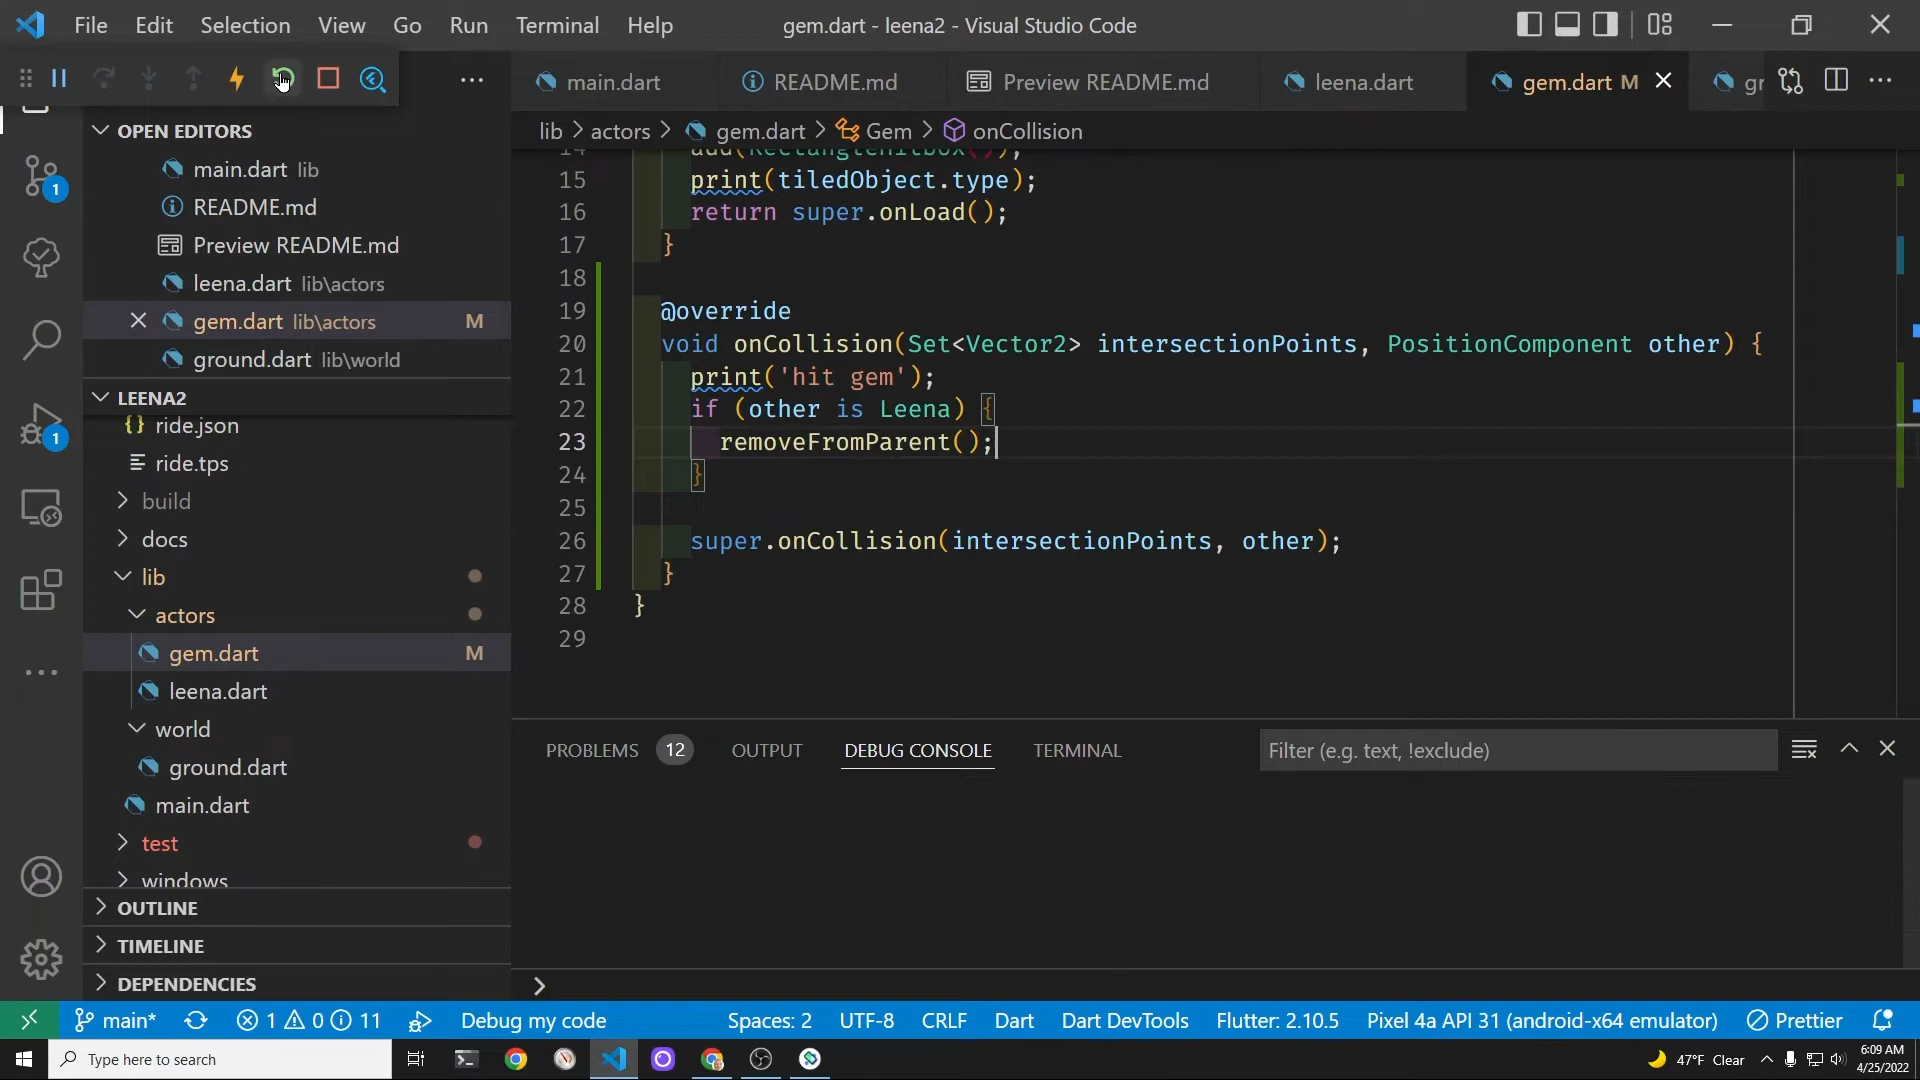 File Edit Selection View Go Run Terminal Help
gem.dart - leena2 - Visual Studio Code
main.dart README.md Preview README.md leena.dart gem.dart M gr
OPEN EDITORS
main.dart lib
README.md
Preview README.md
leena.dart lib\actors
gem.dart lib\actors M
ground.dart lib\world
LEENA2
ride.json
ride.tps
build
docs
lib
actors
gem.dart M
leena.dart
world
ground.dart
main.dart
test
windows
OUTLINE
TIMELINE
DEPENDENCIES
1
1
lib > actors > gem.dart > Gem > onCollision
14 add(RectangleHitbox());
15 print(tiledObject.type);
16 return super.onLoad();
17 }
18
19 @override
20 void onCollision(Set<Vector2> intersectionPoints, PositionComponent other) {
21 print('hit gem');
22 if (other is Leena) {
23 removeFromParent();
24 }
25
26 super.onCollision(intersectionPoints, other);
27 }
28 }
29
PROBLEMS 12 OUTPUT DEBUG CONSOLE TERMINAL Filter (e.g. text, !exclude)
main* 1 0 11 Debug my code Spaces: 2 UTF-8 CRLF Dart Dart DevTools Flutter: 2.10.5 Pixel 4a API 31 (android-x64 emulator) Prettier
Type here to search 47°F Clear 6:09 AM
4/25/2022